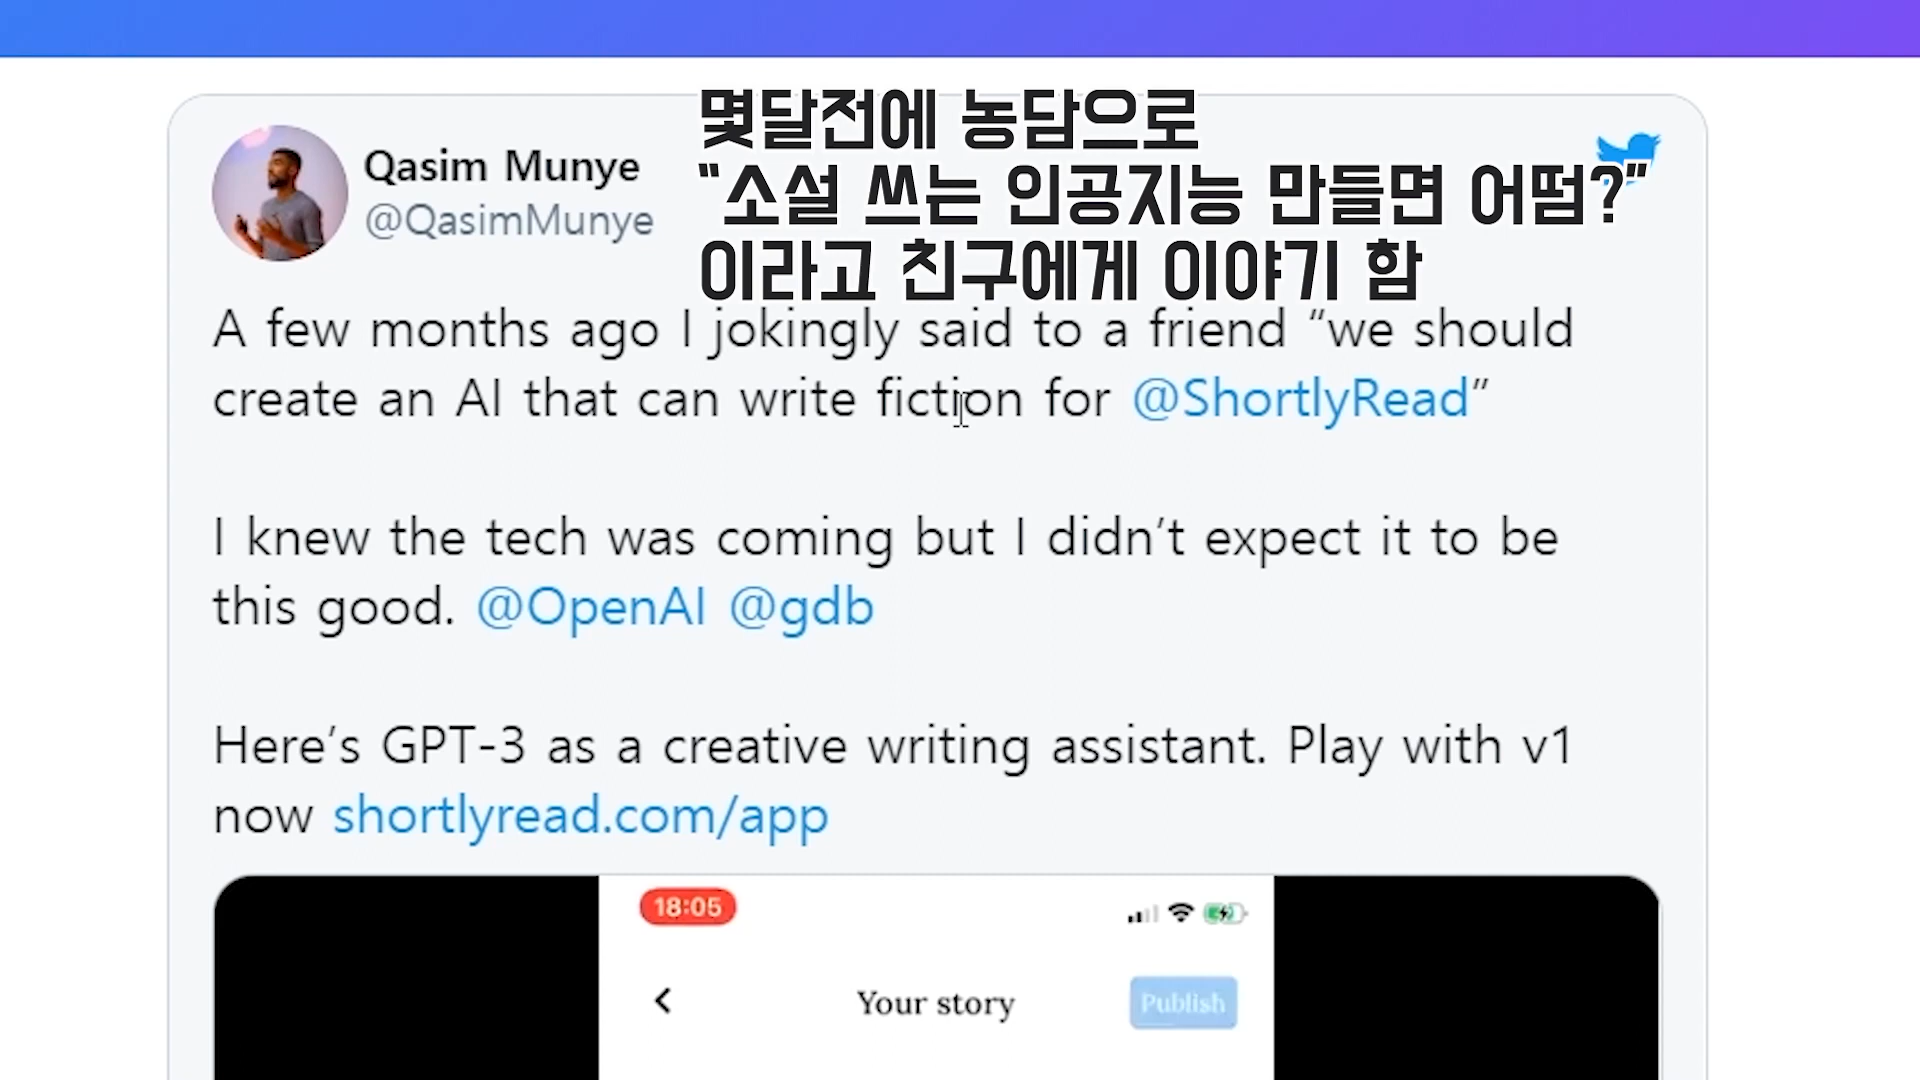 몇달전에 농담으로
"소설 쓰는 인공지능 만들면 어떰?"
이라고 친구에게 이야기 함
Qasim Munye
@QasimMunye
A few months ago I jokingly said to a friend “we should
create an AI that can write fiction for @ShortlyRead”
I knew the tech was coming but I didn’t expect it to be
this good. @OpenAI @gdb
Here’s GPT-3 as a creative writing assistant. Play with v1
now shortlyread.com/app
18:05
Your story
Publish